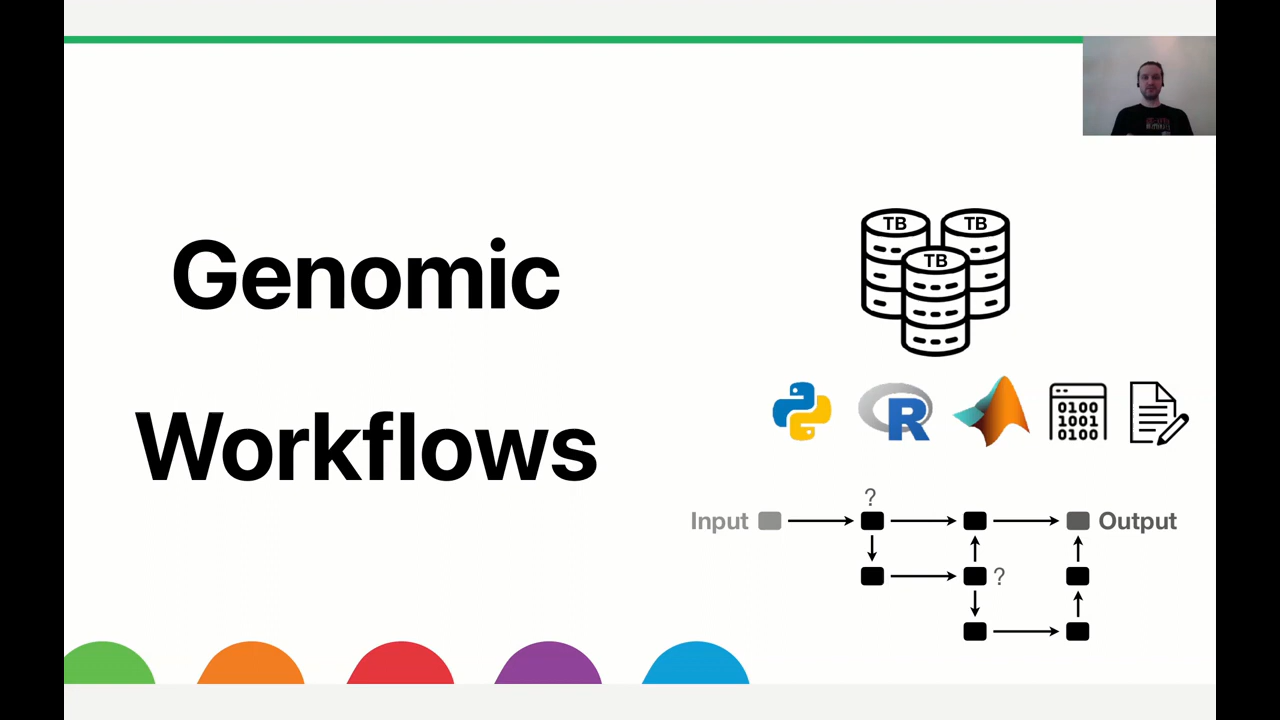 Genomic
Workflows
TB TB
TB
R
0100
1001
0100
?
Input
Output
?